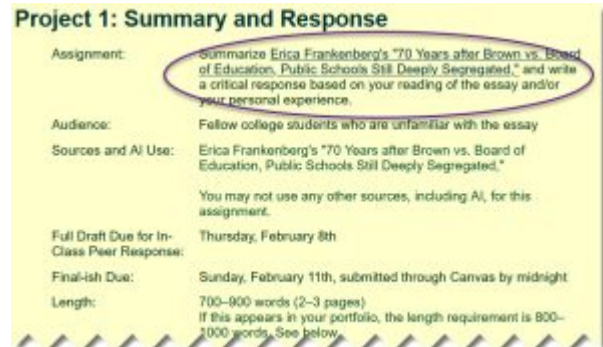 Project 1: Summary and Response
Assignment: Summarize Erica Frankenberg's "70 Years after Brown vs. Board
of Education, Public Schools Still Deeply Segregated," and write
a critical response based on your reading of the essay and/or
your personal experience.
Audience: Fellow college students who are unfamiliar with the essay
Sources and AI Use: Erica Frankenberg's "70 Years after Brown vs. Board of
Education, Public Schools Still Deeply Segregated,"
You may not use any other sources, including AI, for this
assignment.
Full Draft Due for In-
Class Peer Response: Thursday, February 8th
Final-ish Due: Sunday, February 11th, submitted through Canvas by midnight
Length: 700–900 words (2–3 pages)
If this appears in your portfolio, the length requirement is 800–
1000 words. See below.